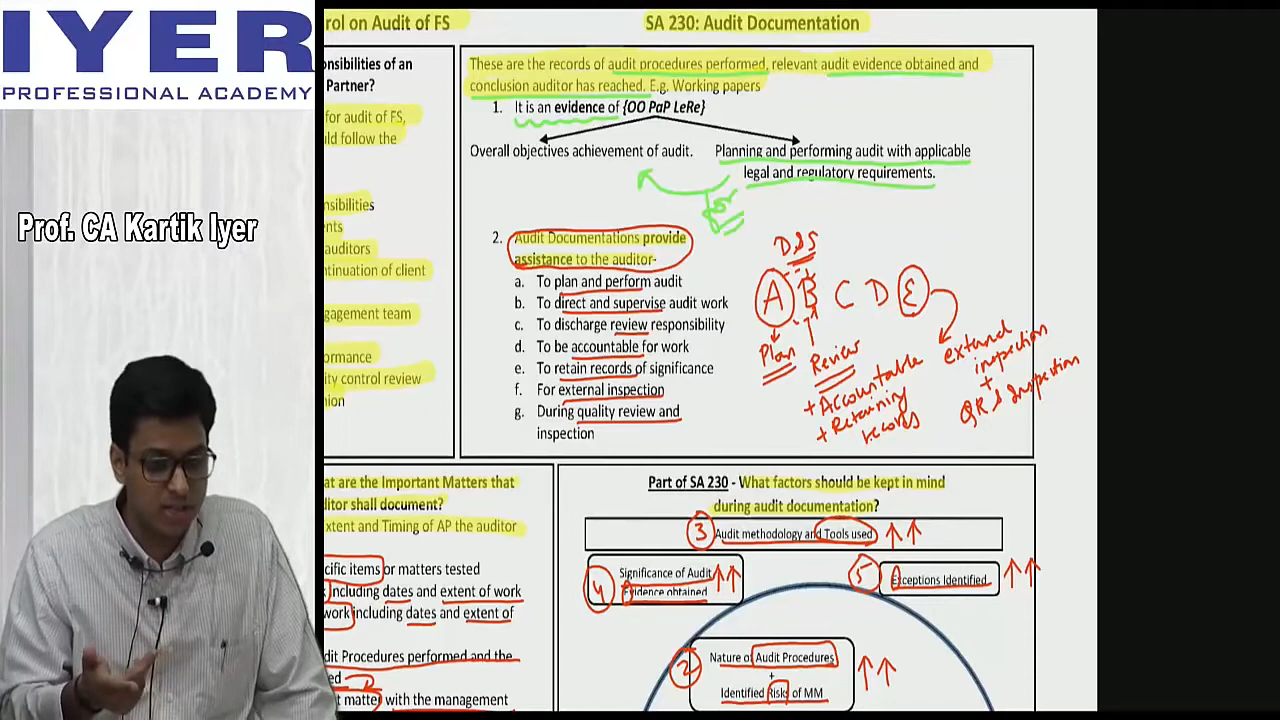 IYER
PROFESSIONAL ACADEMY
Prof. CA Kartik Iyer
rol on Audit of FS
nsibilities of an
Partner?
for audit of FS,
uld follow the
nsibilities
ents
auditors
ntinuation of client
ngagement team
ormance
ity control review
nion
SA 230: Audit Documentation
These are the records of audit procedures performed, relevant audit evidence obtained and
conclusion auditor has reached. E.g. Working papers
1. It is an evidence of {OO PaP LeRe}
Overall objectives achievement of audit.
Planning and performing audit with applicable
legal and regulatory requirements.
for
2. Audit Documentations provide
assistance to the auditor-
a. To plan and perform audit
b. To direct and supervise audit work
c. To discharge review responsibility
d. To be accountable for work
e. To retain records of significance
f. For external inspection
g. During quality review and
inspection
D&S
A B C D E
Plan
Review
+ Accountable
+ Retaining
records
external
inspection
+
QR & Inspection
at are the Important Matters that
ditor shall document?
xtent and Timing of AP the auditor
cific items or matters tested
including dates and extent of work
work including dates and extent of
dit Procedures performed and the
ed
t matter with the management
Part of SA 230 - What factors should be kept in mind
during audit documentation?
3 Audit methodology and Tools used
4 Significance of Audit
Evidence obtained
5 Exceptions Identified
2 Nature of Audit Procedures
+
Identified Risks of MM